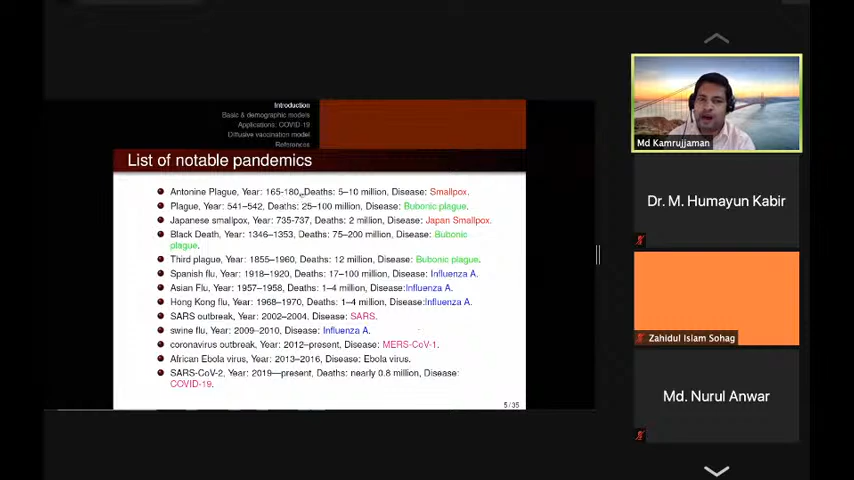 Introduction
Basic & demographic models
Applications: COVID-19
Diffusive vaccination model
References
List of notable pandemics
Antonine Plague, Year: 165-180, Deaths: 5–10 million, Disease: Smallpox.
Plague, Year: 541–542, Deaths: 25–100 million, Disease: Bubonic plague.
Japanese smallpox, Year: 735-737, Deaths: 2 million, Disease: Japan Smallpox.
Black Death, Year: 1346–1353, Deaths: 75–200 million, Disease: Bubonic
plague.
Third plague, Year: 1855–1960, Deaths: 12 million, Disease: Bubonic plague.
Spanish flu, Year: 1918–1920, Deaths: 17–100 million, Disease: Influenza A.
Asian Flu, Year: 1957–1958, Deaths: 1–4 million, Disease:Influenza A.
Hong Kong flu, Year: 1968–1970, Deaths: 1–4 million, Disease:Influenza A.
SARS outbreak, Year: 2002–2004, Disease: SARS.
swine flu, Year: 2009–2010, Disease: Influenza A.
coronavirus outbreak, Year: 2012–present, Disease: MERS-CoV-1.
African Ebola virus, Year: 2013–2016, Disease: Ebola virus.
SARS-CoV-2, Year: 2019—present, Deaths: nearly 0.8 million, Disease:
COVID-19.
5/35
Md Kamrujjaman
Dr. M. Humayun Kabir
Zahidul Islam Sohag
Md. Nurul Anwar